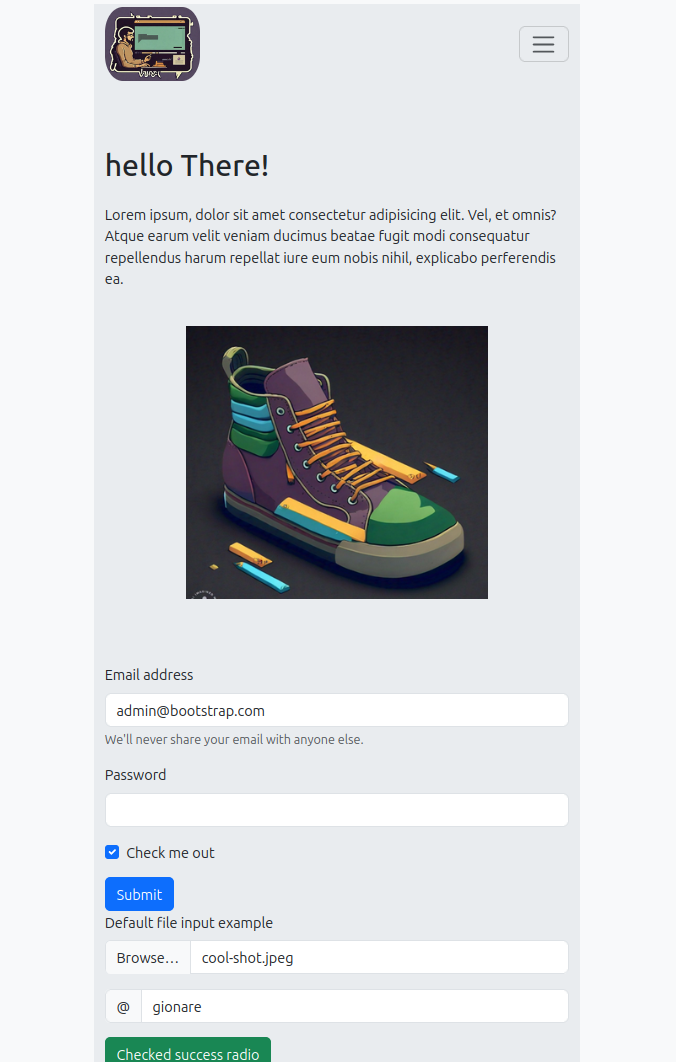 hello There!
Lorem ipsum, dolor sit amet consectetur adipisicing elit. Vel, et omnis?
Atque earum velit veniam ducimus beatae fugit modi consequatur
repellendus harum repellat iure eum nobis nihil, explicabo perferendis
ea.
Email address
admin@bootstrap.com
We'll never share your email with anyone else.
Password
Check me out
Submit
Default file input example
Browse... cool-shot.jpeg
@ gionare
Checked success radio